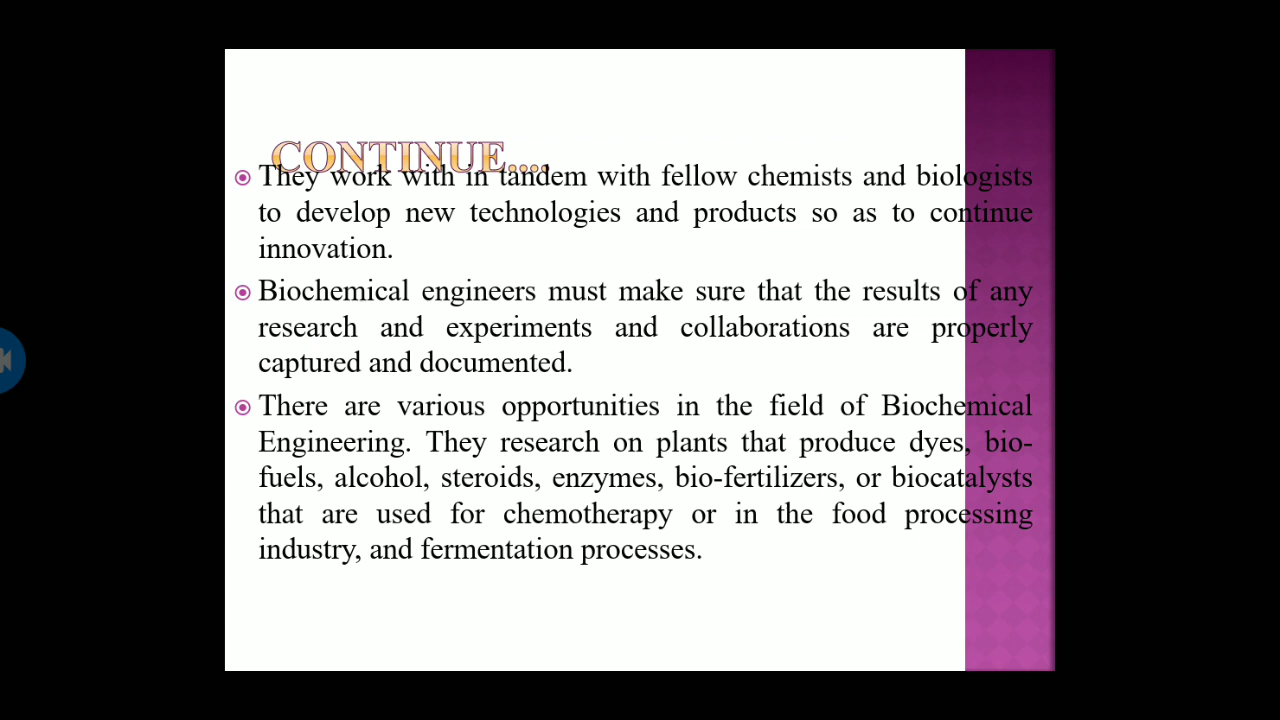 CONTINUE....
They work with in tandem with fellow chemists and biologists
to develop new technologies and products so as to continue
innovation.
Biochemical engineers must make sure that the results of any
research and experiments and collaborations are properly
captured and documented.
There are various opportunities in the field of Biochemical
Engineering. They research on plants that produce dyes, bio-
fuels, alcohol, steroids, enzymes, bio-fertilizers, or biocatalysts
that are used for chemotherapy or in the food processing
industry, and fermentation processes.